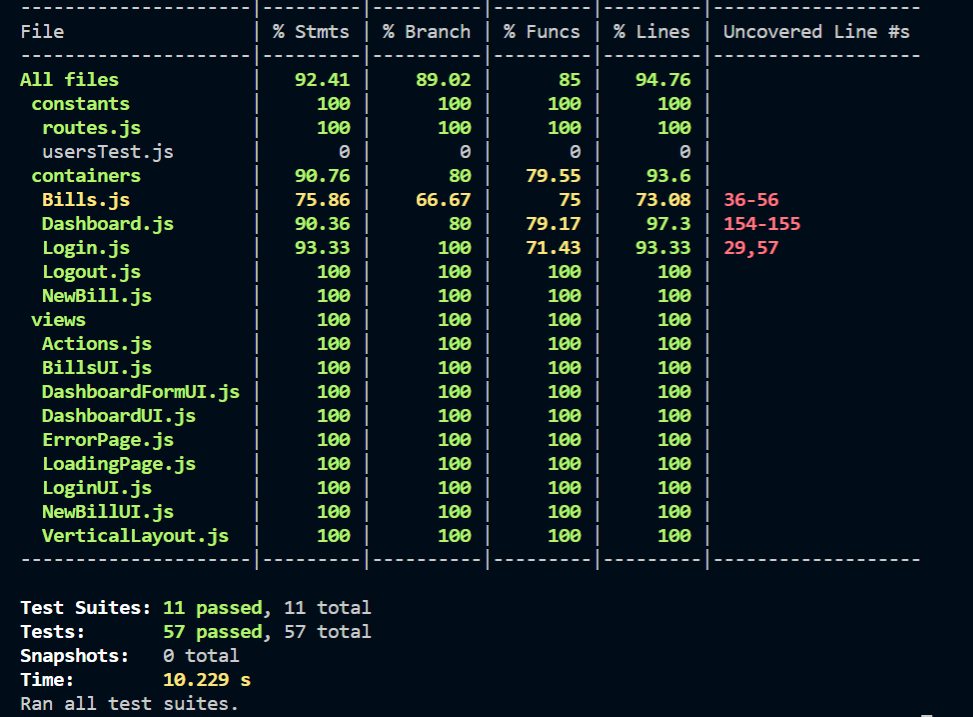 ---------------------|---------|----------|---------|---------|-------------------
File                 | % Stmts | % Branch | % Funcs | % Lines | Uncovered Line #s
---------------------|---------|----------|---------|---------|-------------------
All files            |   92.41 |    89.02 |      85 |   94.76 |
 constants           |     100 |      100 |     100 |     100 |
  routes.js          |     100 |      100 |     100 |     100 |
  usersTest.js       |       0 |        0 |       0 |       0 |
 containers          |   90.76 |       80 |   79.55 |    93.6 |
  Bills.js           |   75.86 |    66.67 |      75 |   73.08 | 36-56
  Dashboard.js       |   90.36 |       80 |   79.17 |    97.3 | 154-155
  Login.js           |   93.33 |      100 |   71.43 |   93.33 | 29,57
  Logout.js          |     100 |      100 |     100 |     100 |
  NewBill.js         |     100 |      100 |     100 |     100 |
 views               |     100 |      100 |     100 |     100 |
  Actions.js         |     100 |      100 |     100 |     100 |
  BillsUI.js         |     100 |      100 |     100 |     100 |
  DashboardFormUI.js |     100 |      100 |     100 |     100 |
  DashboardUI.js     |     100 |      100 |     100 |     100 |
  ErrorPage.js       |     100 |      100 |     100 |     100 |
  LoadingPage.js     |     100 |      100 |     100 |     100 |
  LoginUI.js         |     100 |      100 |     100 |     100 |
  NewBillUI.js       |     100 |      100 |     100 |     100 |
  VerticalLayout.js  |     100 |      100 |     100 |     100 |
---------------------|---------|----------|---------|---------|-------------------
Test Suites: 11 passed, 11 total
Tests:       57 passed, 57 total
Snapshots:   0 total
Time:        10.229 s
Ran all test suites.